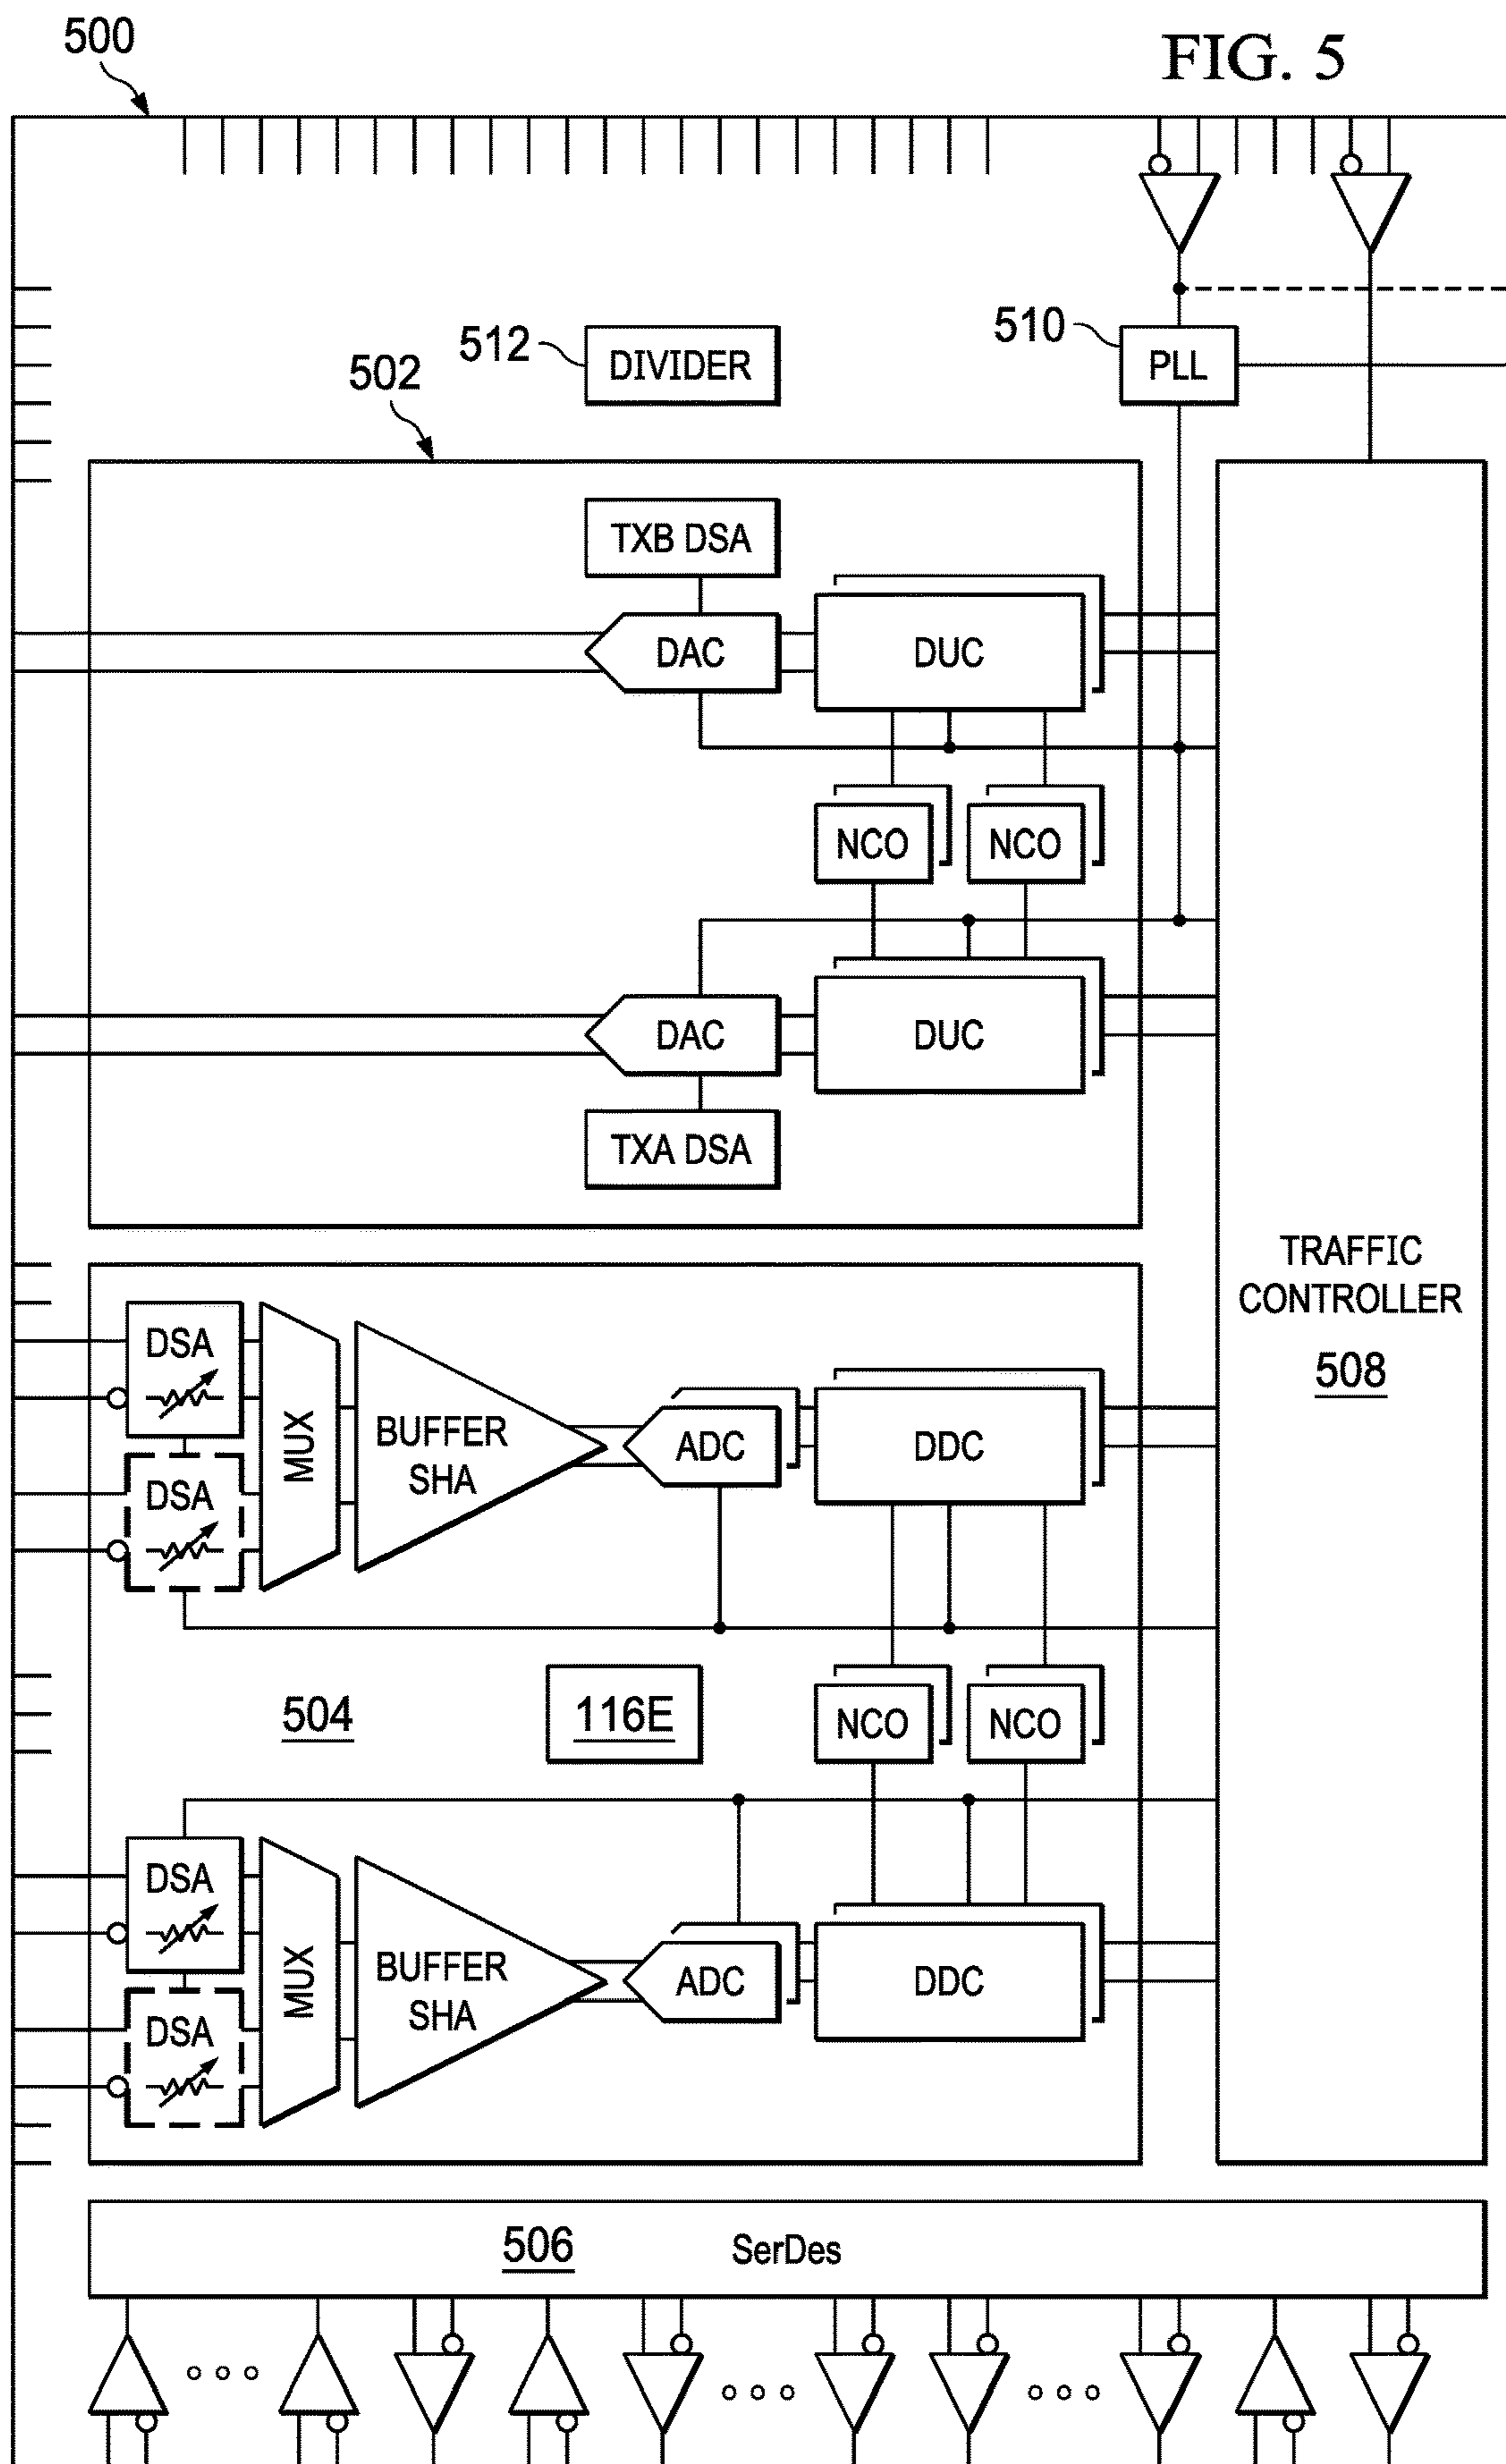 500
FIG. 5
512
DIVIDER
510
PLL
502
TXB DSA
DAC
DUC
NCO
NCO
DAC
DUC
TXA DSA
TRAFFIC
CONTROLLER
508
DSA
DSA
MUX
BUFFER
SHA
ADC
DDC
504
116E
NCO
NCO
DSA
DSA
MUX
BUFFER
SHA
ADC
DDC
506
SerDes